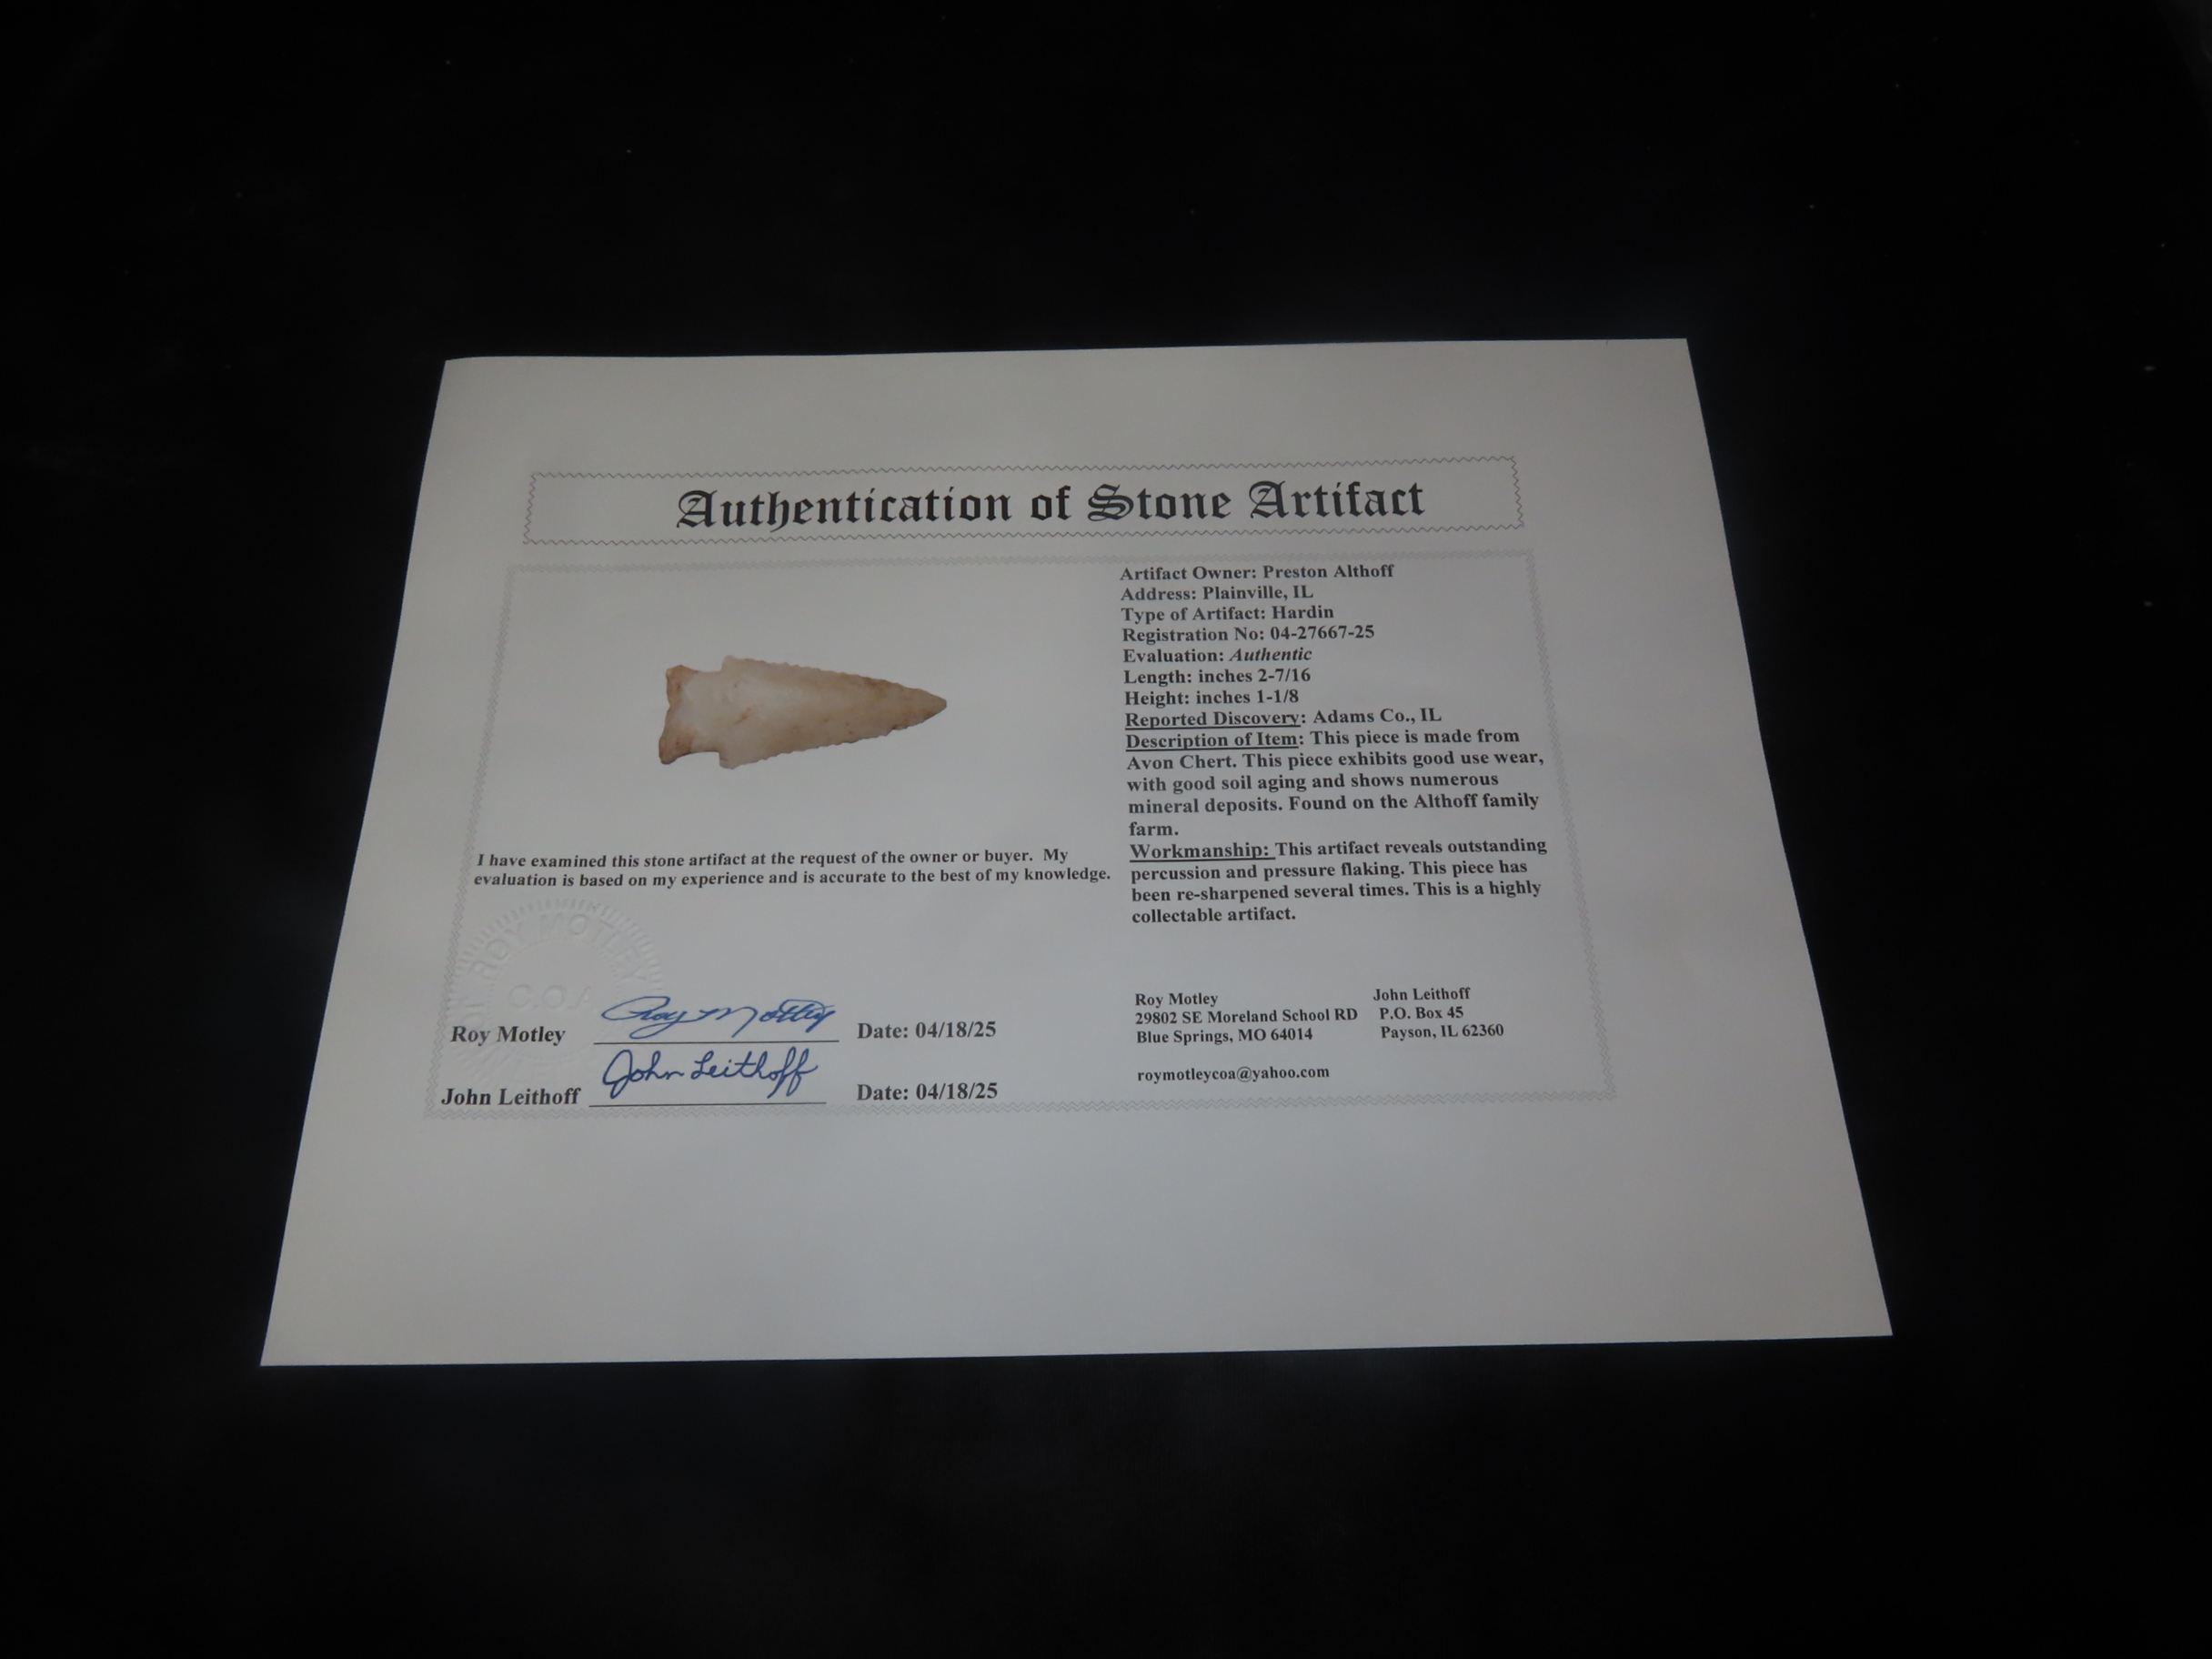 Authentication of Stone Artifact
Artifact Owner: Preston Althoff
Address: Plainville, IL
Type of Artifact: Hardin
Registration No: 04-27667-25
Evaluation: Authentic
Length: inches 2-7/16
Height: inches 1-1/8
Reported Discovery: Adams Co., IL
Description of Item: This piece is made from
Avon Chert. This piece exhibits good use wear,
with good soil aging and shows numerous
mineral deposits. Found on the Althoff family
farm.
Workmanship: This artifact reveals outstanding
percussion and pressure flaking. This piece has
been re-sharpened several times. This is a highly
collectable artifact.
I have examined this stone artifact at the request of the owner or buyer.  My
evaluation is based on my experience and is accurate to the best of my knowledge.
ROY MOTLEY
C.O.A
Roy Motley Roy Motley Date: 04/18/25
John Leithoff John Leithoff Date: 04/18/25
Roy Motley
29802 SE Moreland School RD
Blue Springs, MO 64014
roymotleycoa@yahoo.com
John Leithoff
P.O. Box 45
Payson, IL 62360